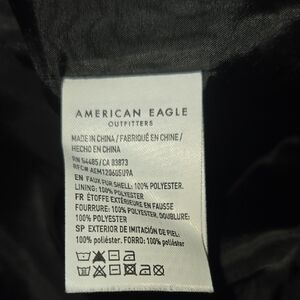 AMERICAN EAGLE
OUTFITTERS
MADE IN CHINA / FABRIQUÉ EN CHINE /
HECHO EN CHINA
RN 94485/CA 83873
EN FAUX FUR SHELL: 100% POLYESTER.
LINING: 100% POLYESTER
FR ÉTOFFE EXTÉRIEURE EN FAUSSE
FOURRURE: 100% POLYESTER, DOUBLURE:
100% POLYESTER
SP EXTERIOR DE IMITACIÓN DE PIEL:
100% poliéster. FORRO: 100% poliéster